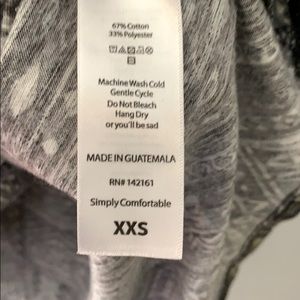 67% Cotton
33% Polyester
Machine Wash Cold
Gentle Cycle
Do Not Bleach
Hang Dry
or you'll be sad
MADE IN GUATEMALA
RN# 142161
Simply Comfortable
XXS